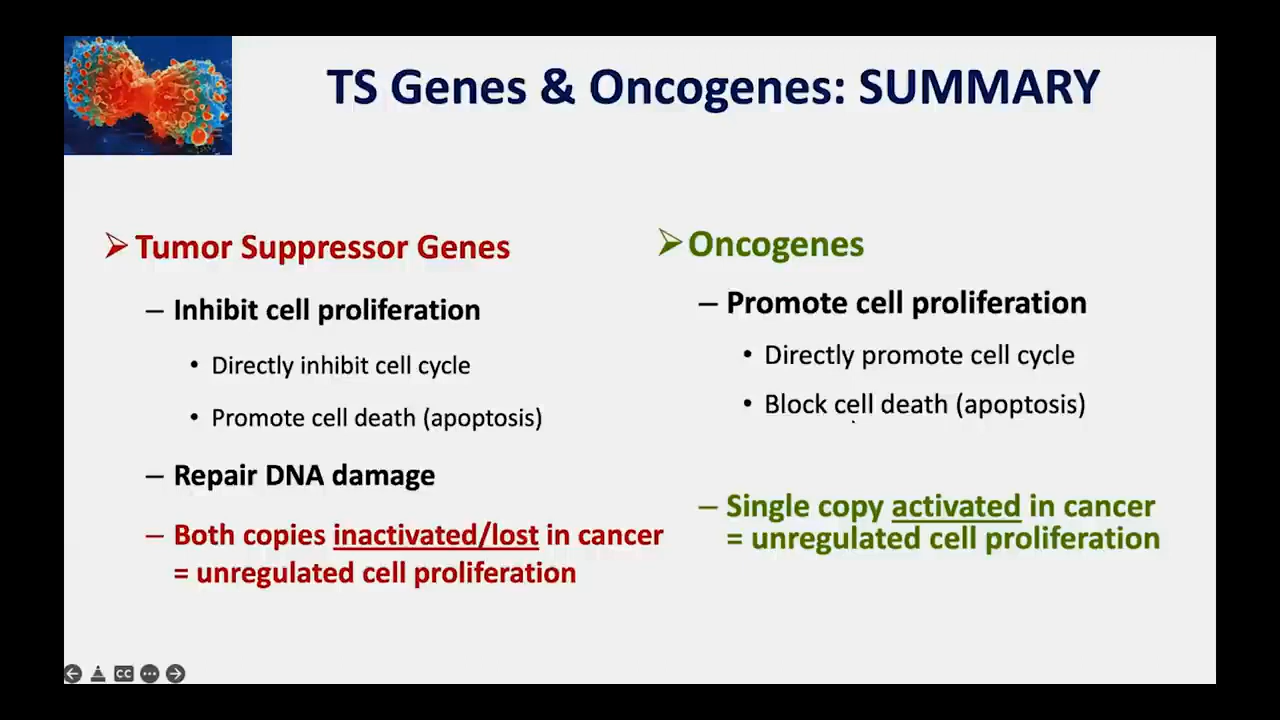 TS Genes & Oncogenes: SUMMARY
➢ Tumor Suppressor Genes
– Inhibit cell proliferation
• Directly inhibit cell cycle
• Promote cell death (apoptosis)
– Repair DNA damage
– Both copies inactivated/lost in cancer
= unregulated cell proliferation
➢ Oncogenes
– Promote cell proliferation
• Directly promote cell cycle
• Block cell death (apoptosis)
– Single copy activated in cancer
= unregulated cell proliferation
CC